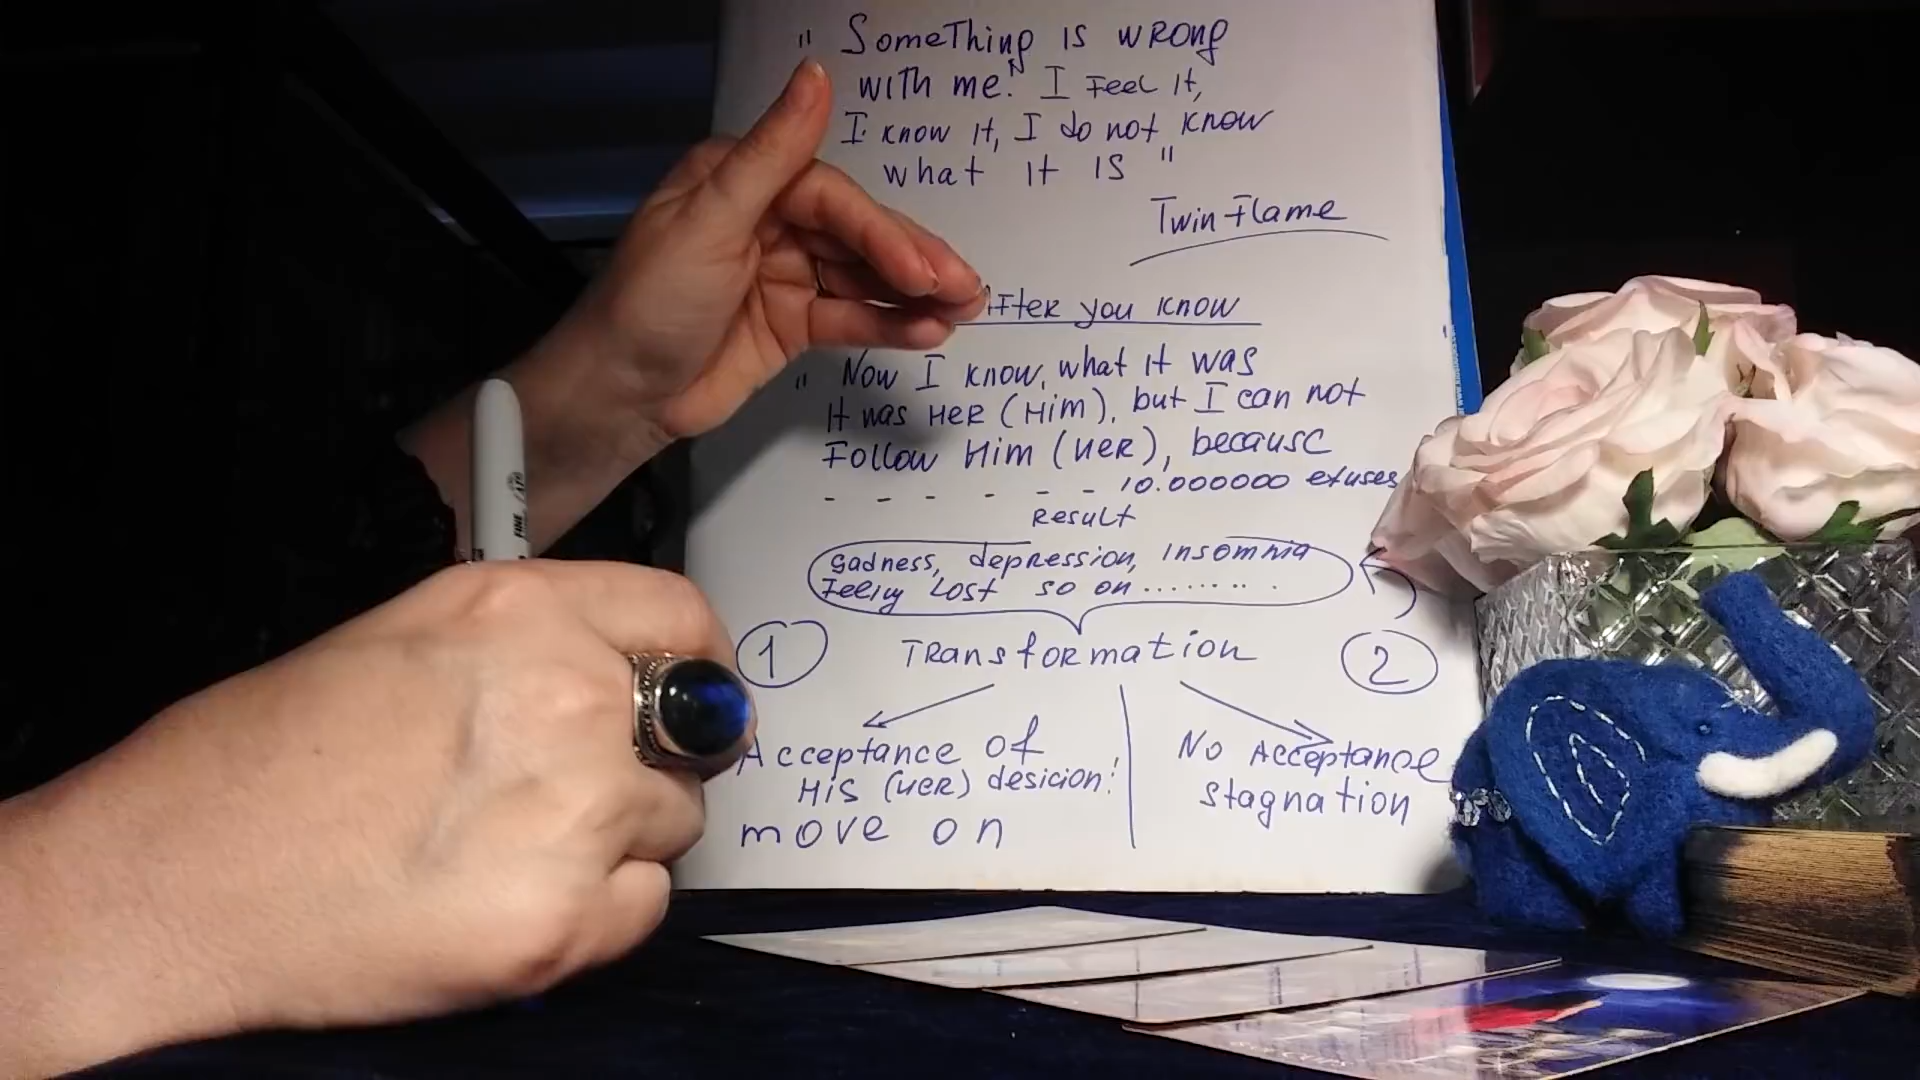 " Something is wrong
with me." I feel it,
I know it, I do not know
what it is "
Twin Flame
After you know
" Now I know, what it was
It was Her (Him), but I can not
Follow Him (Her), because
- - - - - - 10.000000 exuses
Result
Sadness, depression, insomnia
Feeling Lost so on .........
1 Transformation 2
Acceptance of
His (Her) desicion!
move on
No Acceptance
Stagnation
FINE